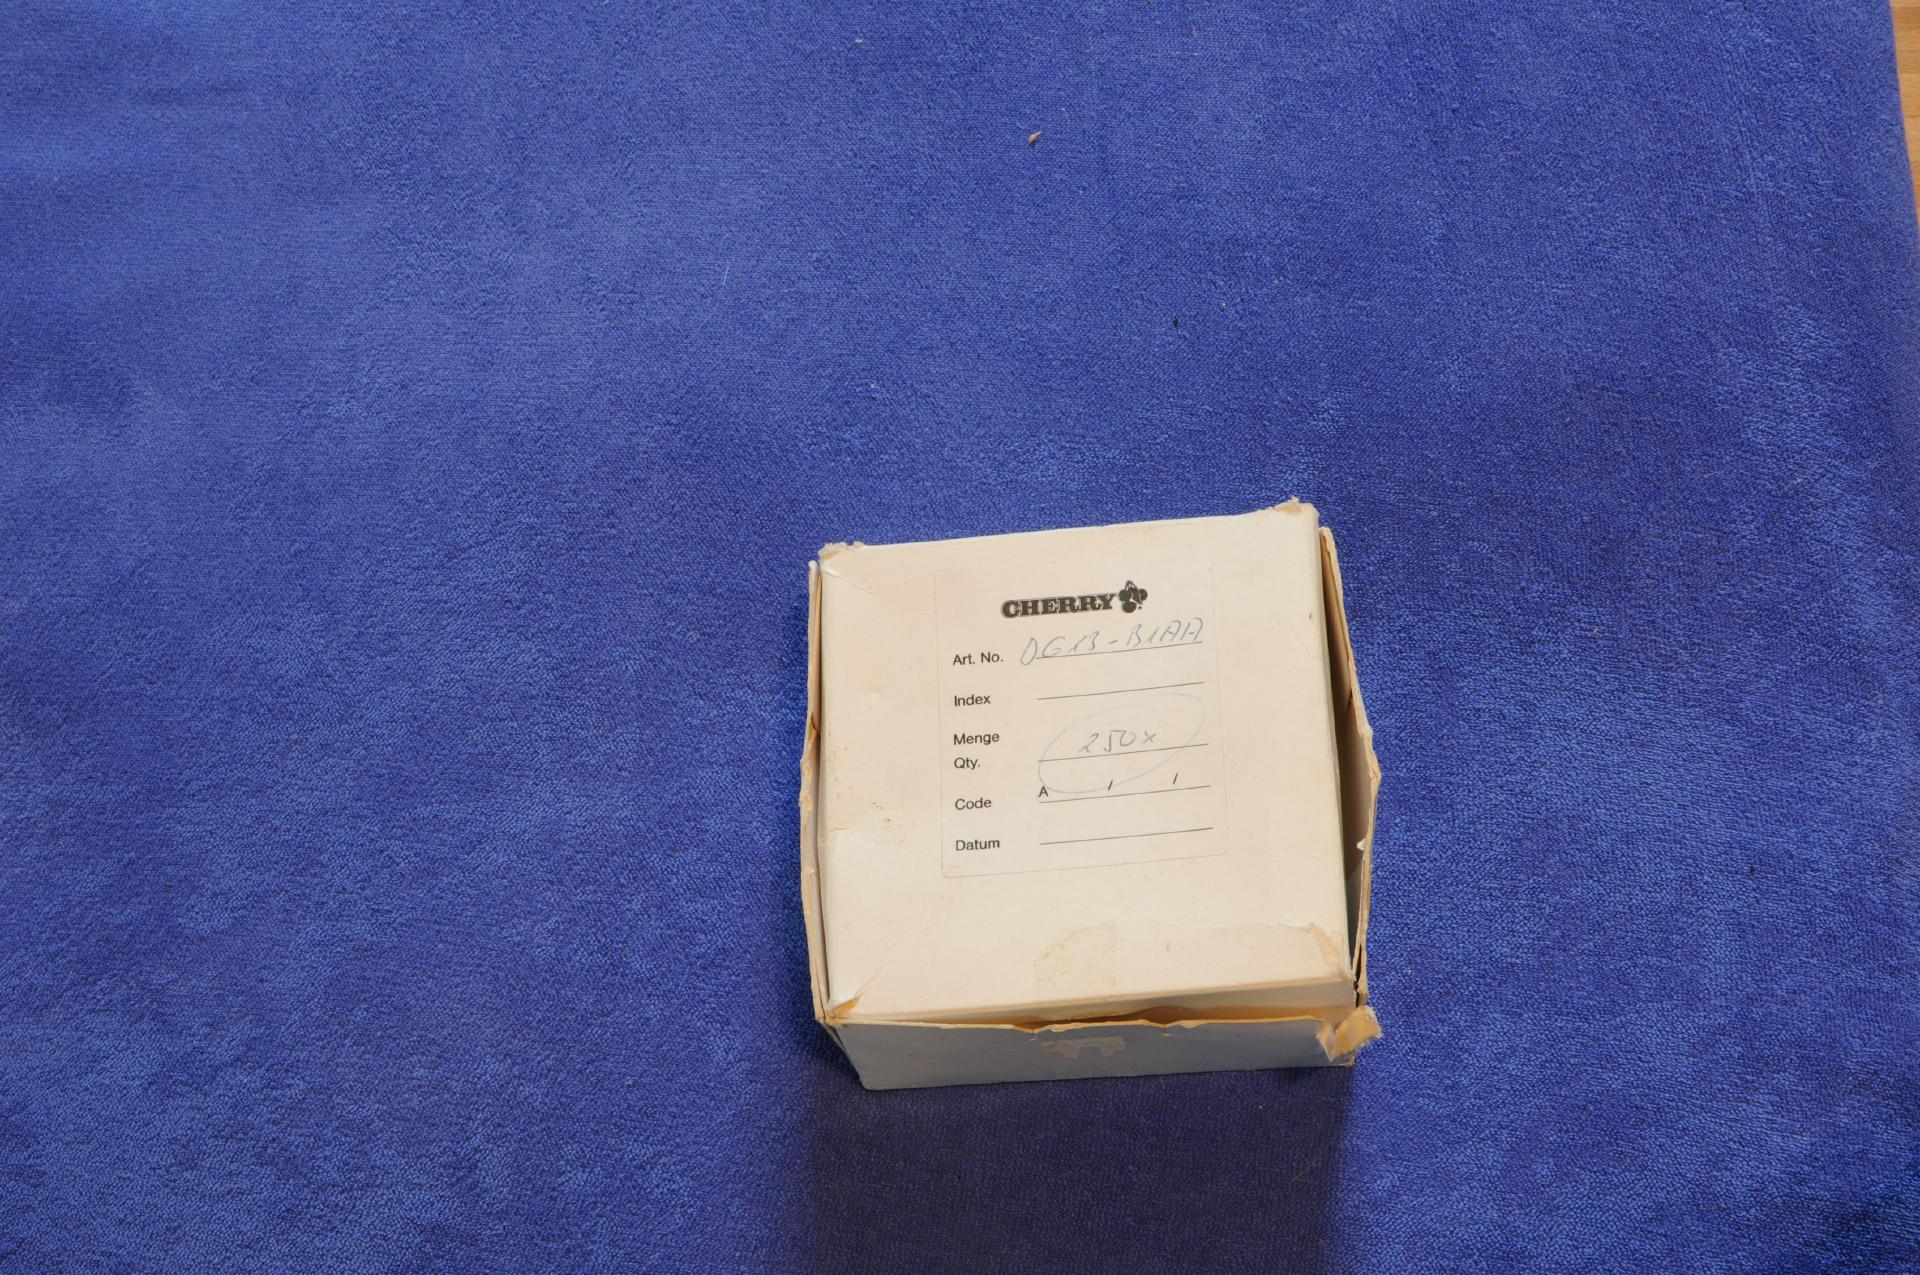 CHERRY
Art. No. DG13-B1AA
Index
Menge
Qty. 250x
Code A / /
Datum